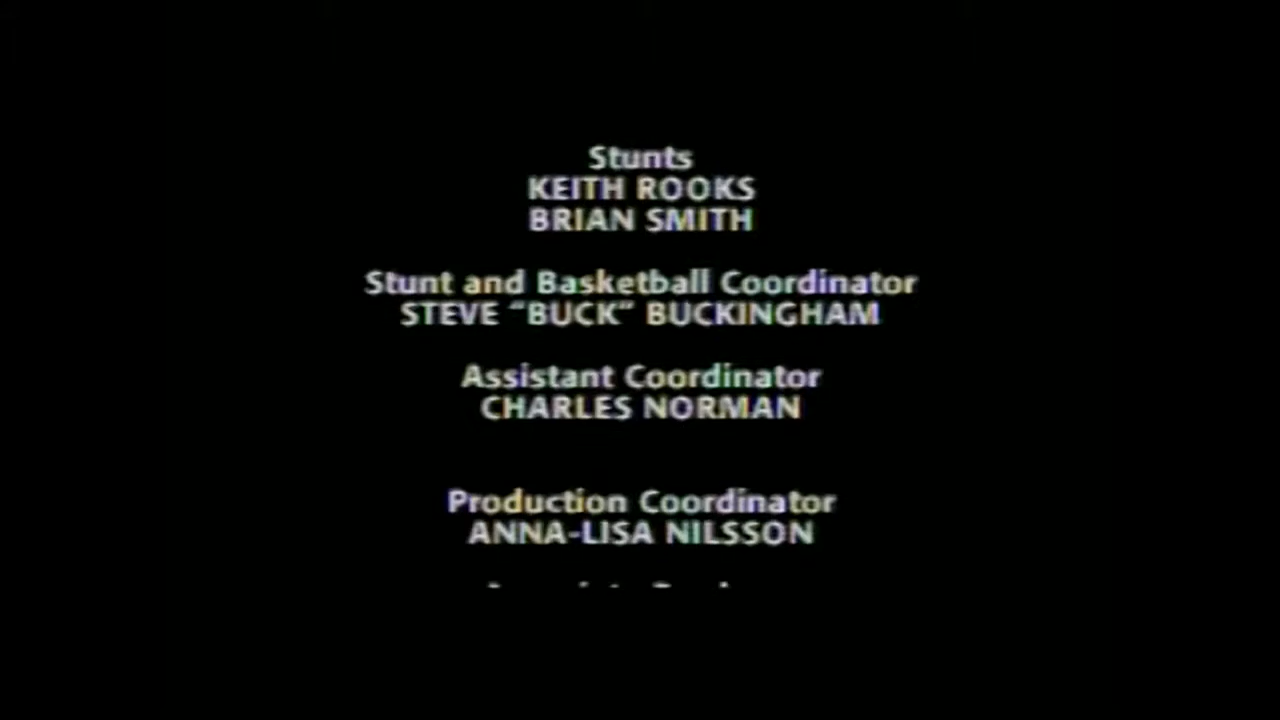 Stunts
KEITH ROOKS
BRIAN SMITH
Stunt and Basketball Coordinator
STEVE “BUCK” BUCKINGHAM
Assistant Coordinator
CHARLES NORMAN
Production Coordinator
ANNA-LISA NILSSON